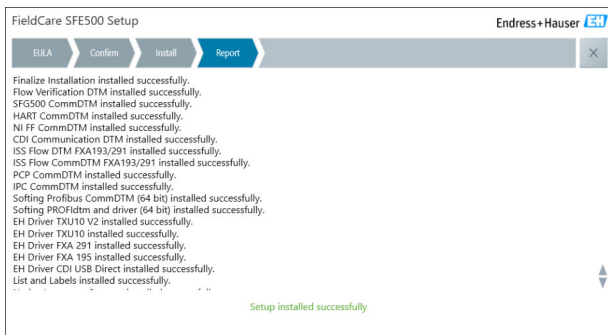 FieldCare SFE500 Setup
Endress+Hauser EH
EULA
Confirm
Install
Report
Finalize Installation installed successfully.
Flow Verification DTM installed successfully.
SFG500 CommDTM installed successfully.
HART CommDTM installed successfully.
NI FF CommDTM installed successfully.
CDI Communication DTM installed successfully.
ISS Flow DTM FXA193/291 installed successfully.
ISS Flow CommDTM FXA193/291 installed successfully.
PCP CommDTM installed successfully.
IPC CommDTM installed successfully.
Softing Profibus CommDTM (64 bit) installed successfully.
Softing PROFIdtm and driver (64 bit) installed successfully.
EH Driver TXU10 V2 installed successfully.
EH Driver TXU10 installed successfully.
EH Driver FXA 291 installed successfully.
EH Driver FXA 195 installed successfully.
EH Driver CDI USB Direct installed successfully.
List and Labels installed successfully.
Setup installed successfully